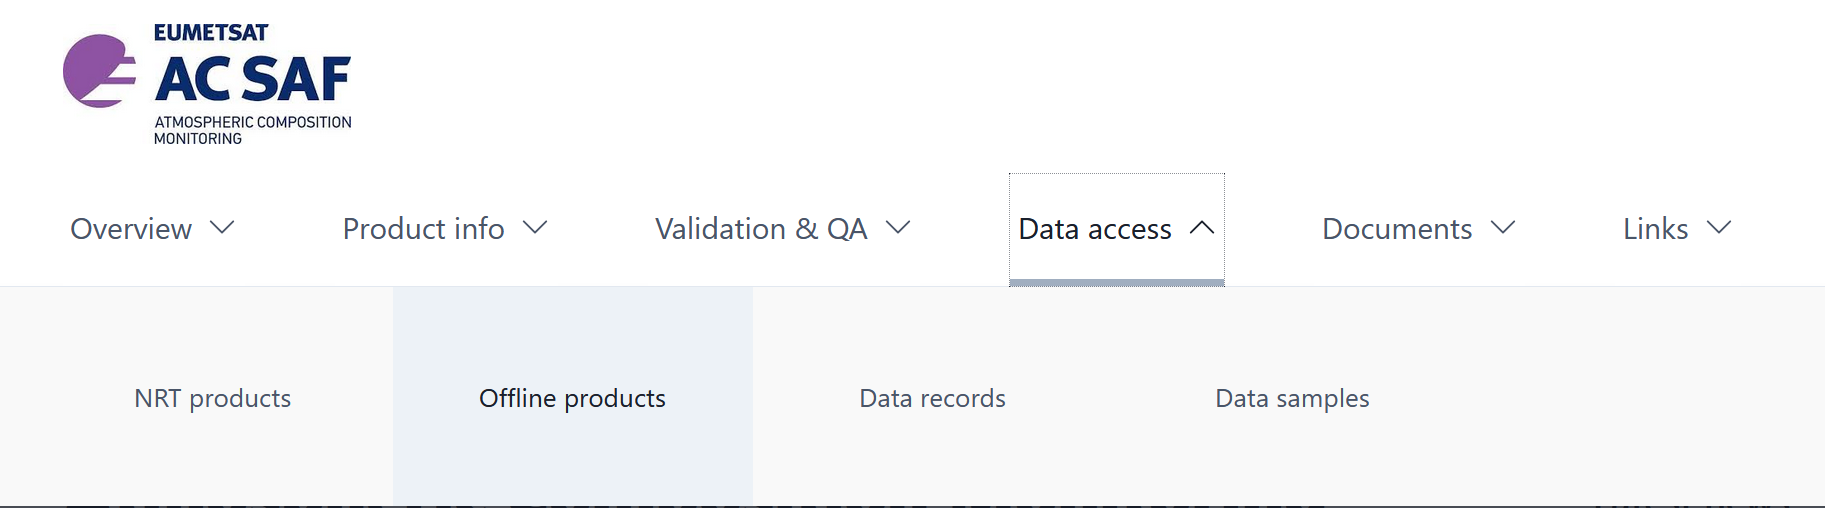 EUMETSAT
AC SAF
ATMOSPHERIC COMPOSITION
MONITORING
Overview
Product info
Validation & QA
Data access
Documents
Links
NRT products
Offline products
Data records
Data samples